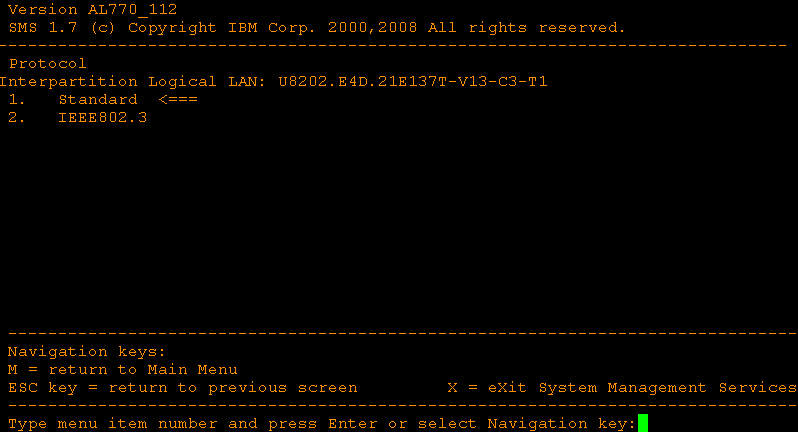 Version AL770_112
SMS 1.7 (c) Copyright IBM Corp. 2000,2008 All rights reserved.
-------------------------------------------------------------------------------
Protocol
Interpartition Logical LAN: U8202.E4D.21E137T-V13-C3-T1
1. Standard <===
2. IEEE802.3
-------------------------------------------------------------------------------
Navigation keys:
M = return to Main Menu
ESC key = return to previous screen X = eXit System Management Services
-------------------------------------------------------------------------------
Type menu item number and press Enter or select Navigation key: